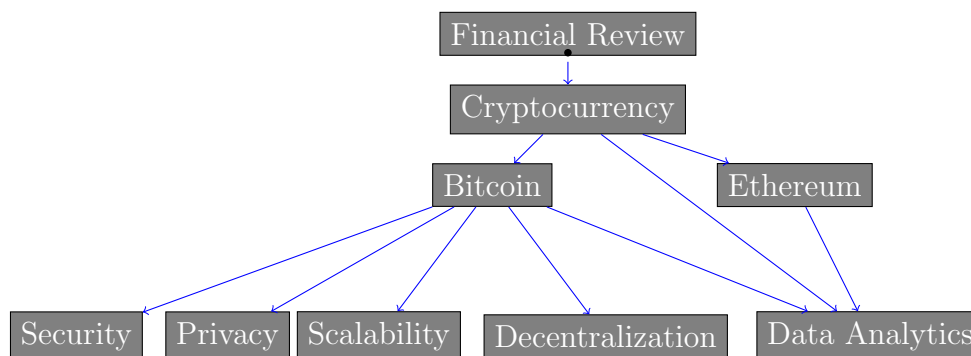 Financial Review
Cryptocurrency
Bitcoin
Ethereum
Security
Privacy
Scalability
Decentralization
Data Analytics